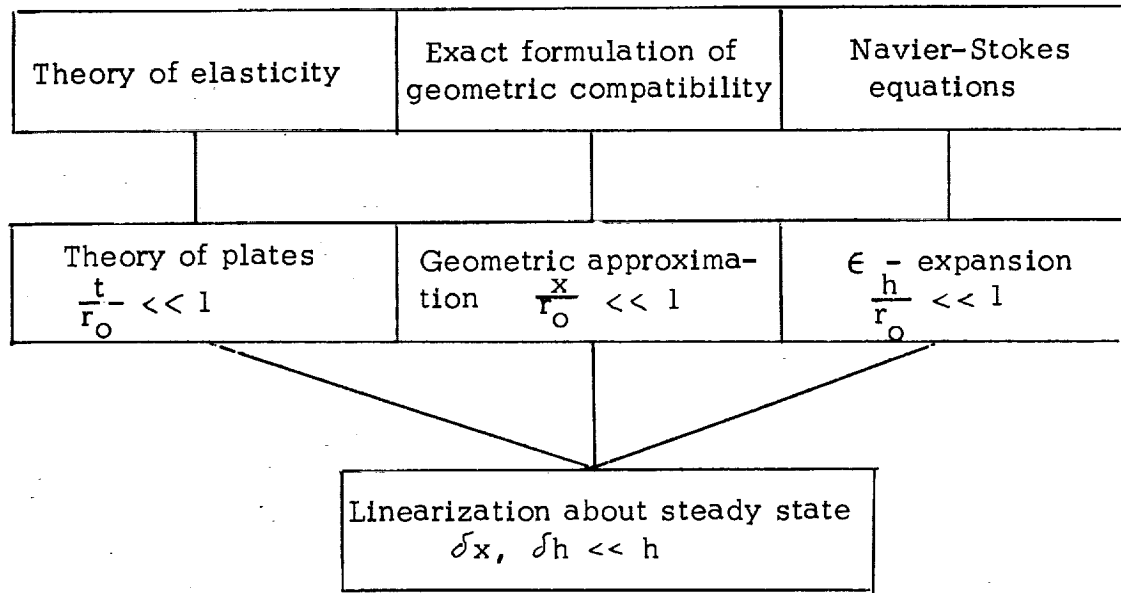 Theory of elasticity
Exact formulation of
geometric compatibility
Navier-Stokes
equations
Theory of plates
t/r_o << 1
Geometric approxima-
tion x/r_o << 1
ϵ - expansion
h/r_o << 1
Linearization about steady state
δx, δh << h